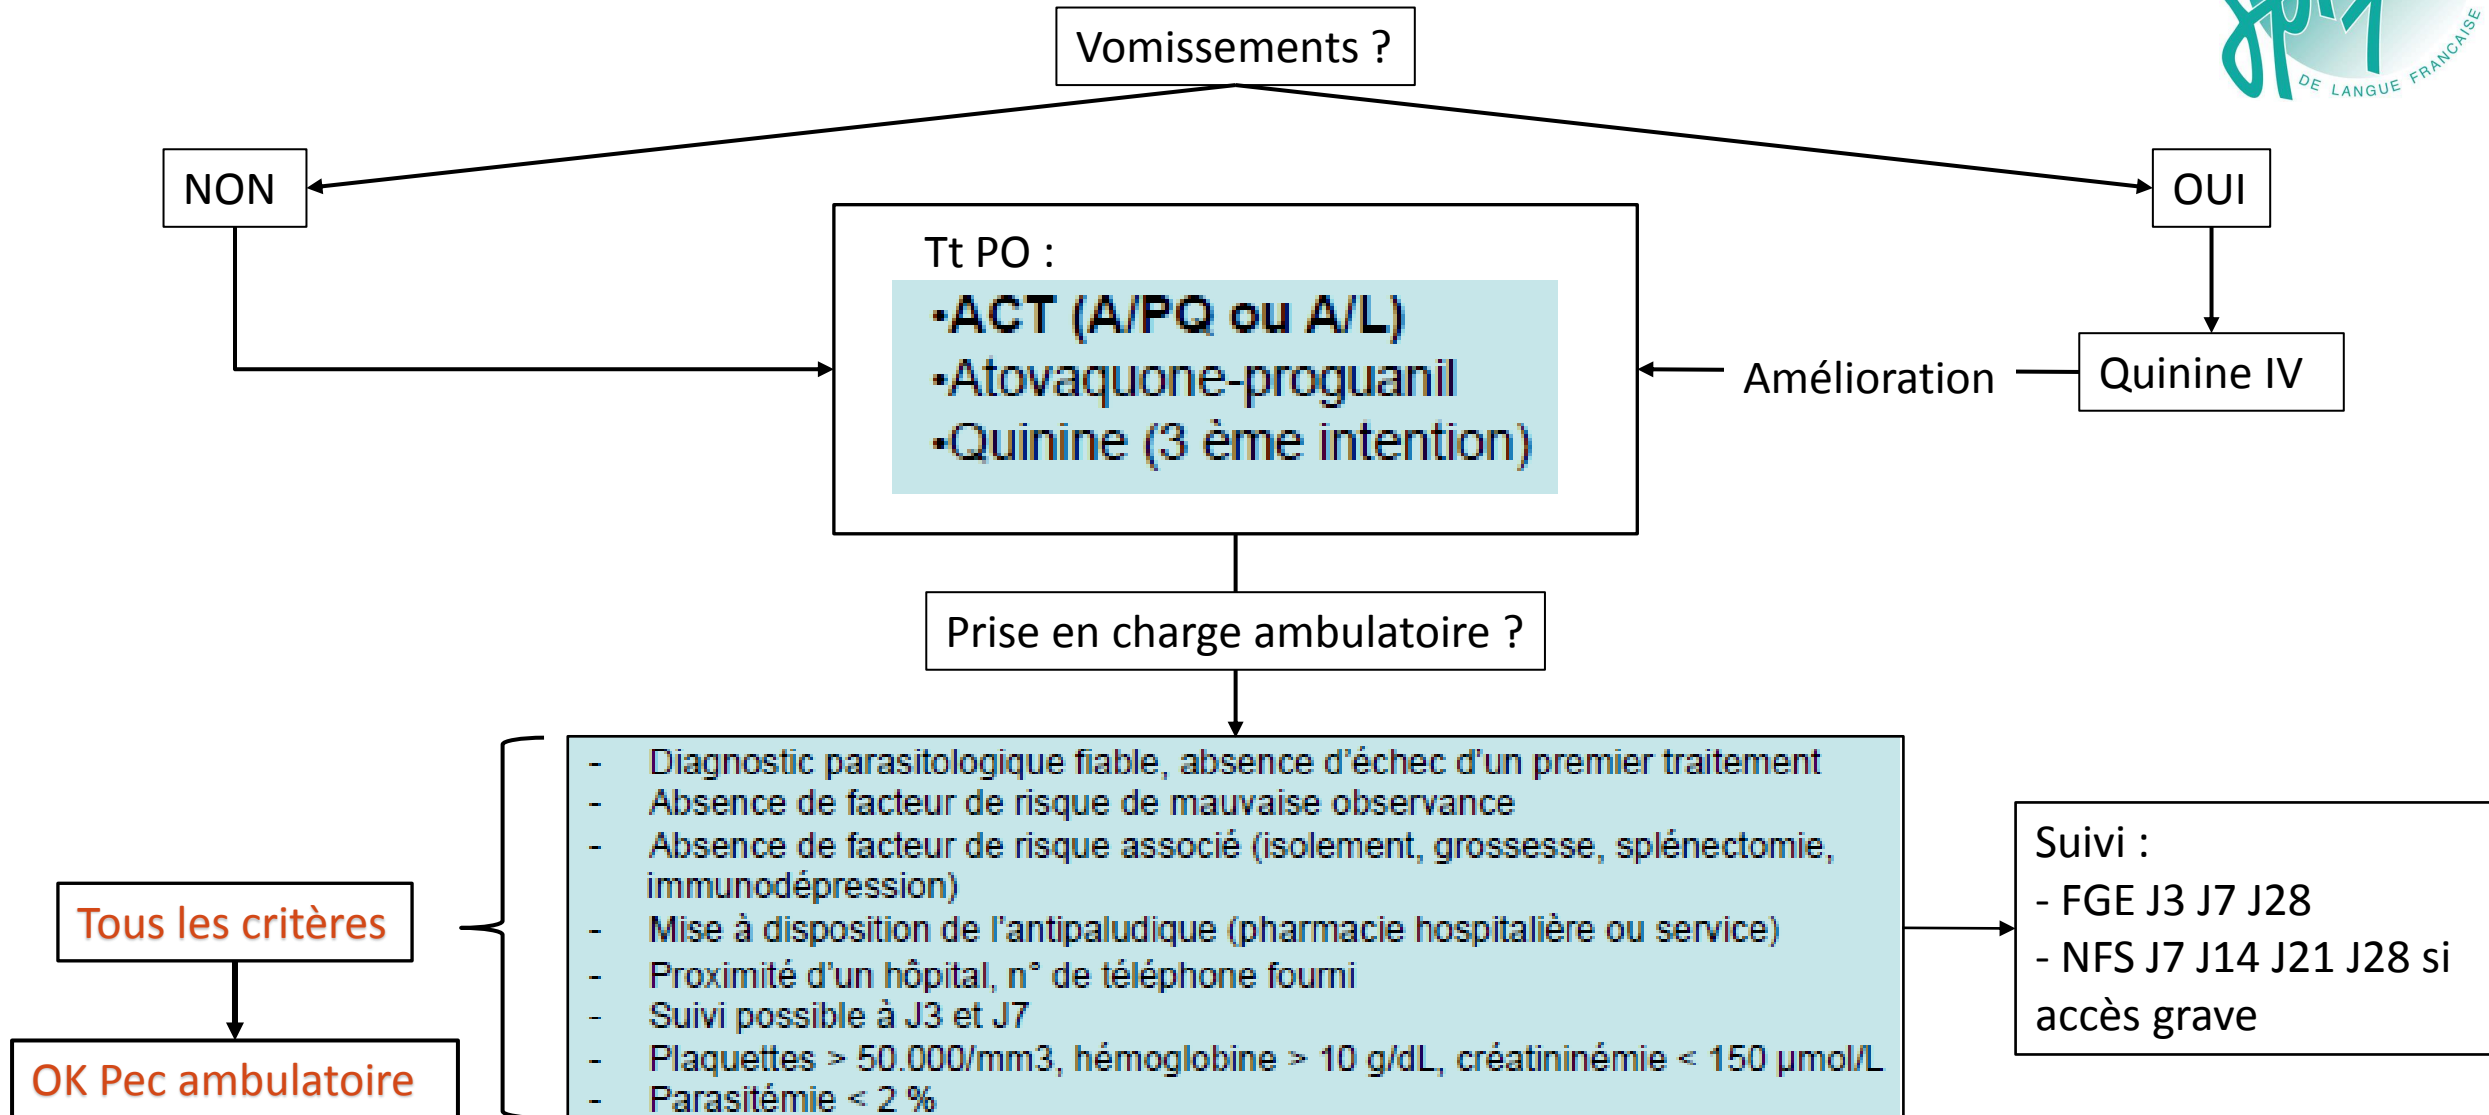 Vomissements ?
DE LANGUE FRANCAISE
NON
OUI
Tt PO :
•ACT (A/PQ ou A/L)
•Atovaquone-proguanil
•Quinine (3 ème intention)
Amélioration
Quinine IV
Prise en charge ambulatoire ?
- Diagnostic parasitologique fiable, absence d'échec d'un premier traitement
- Absence de facteur de risque de mauvaise observance
- Absence de facteur de risque associé (isolement, grossesse, splénectomie,
immunodépression)
- Mise à disposition de l'antipaludique (pharmacie hospitalière ou service)
- Proximité d'un hôpital, n° de téléphone fourni
- Suivi possible à J3 et J7
- Plaquettes > 50.000/mm3, hémoglobine > 10 g/dL, créatininémie < 150 µmol/L
- Parasitémie < 2 %
Tous les critères
OK Pec ambulatoire
Suivi :
- FGE J3 J7 J28
- NFS J7 J14 J21 J28 si
accès grave